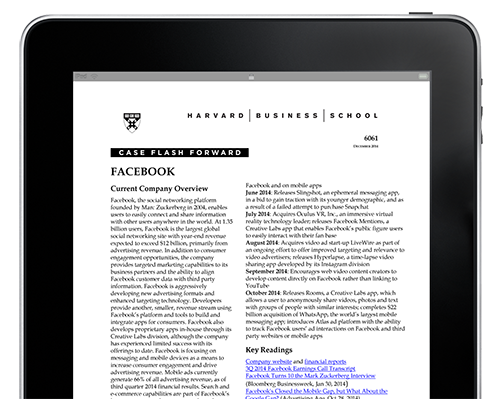 HARVARD | BUSINESS | SCHOOL
6061
DECEMBER 2014
CASE FLASH FORWARD
FACEBOOK
Current Company Overview
Facebook, the social networking platform
founded by Marc Zuckerberg in 2004, enables
users to easily connect and share information
with other users anywhere in the world. At 1.35
billion users, Facebook is the largest global
social networking site with year-end revenue
expected to exceed $12 billion, primarily from
advertising revenue. In addition to consumer
engagement opportunities, the company
provides targeted marketing capabilities to its
business partners and the ability to align
Facebook customer data with third party
information. Facebook is aggressively
developing new advertising formats and
enhanced targeting technology. Developers
provide another, smaller, revenue stream using
Facebook's platform and tools to build and
integrate apps for consumers. Facebook also
develops proprietary apps in-house through its
Creative Labs division, although the company
has experienced limited success with its
offerings to date. Facebook is focusing on
messaging and mobile devices as a means to
increase consumer engagement and drive
advertising revenue. Mobile ads currently
generate 66% of all advertising revenue, as of
third quarter 2014 financial results. Search and
e-commerce capabilities are part of Facebook's
Facebook and on mobile apps
June 2014: Releases Slingshot, an ephemeral messaging app,
in a bid to gain traction with its younger demographic, and as
a result of a failed attempt to purchase Snapchat
July 2014: Acquires Oculus VR, Inc., an immersive virtual
reality technology leader; releases Facebook Mentions, a
Creative Labs app that enables Facebook's public figure users
to easily interact with their fan base
August 2014: Acquires video ad start-up LiveWire as part of
an ongoing effort to offer improved targeting and relevance to
video advertisers; releases Hyperlapse, a time-lapse video
sharing app developed by its Instagram division
September 2014: Encourages web video content creators to
develop content directly on Facebook rather than linking to
YouTube
October 2014: Releases Rooms, a Creative Labs app, which
allows a user to anonymously share videos, photos and text
with groups of people with similar interests; completes $22
billion acquisition of WhatsApp, the world's largest mobile
messaging app; introduces Atlas ad platform with the ability
to track Facebook users' ad interactions on Facebook and third
party websites or mobile apps
Key Readings
Company website and financial reports
3Q 2014 Facebook Earnings Call Transcript
Facebook Turns 10 the Mark Zuckerberg Interview
(Bloomberg Businessweek, Jan 30, 2014)
Facebook's Closed the Mobile Gap, but What About the
Google Gap? (Advertising Age, Oct 28, 2014)